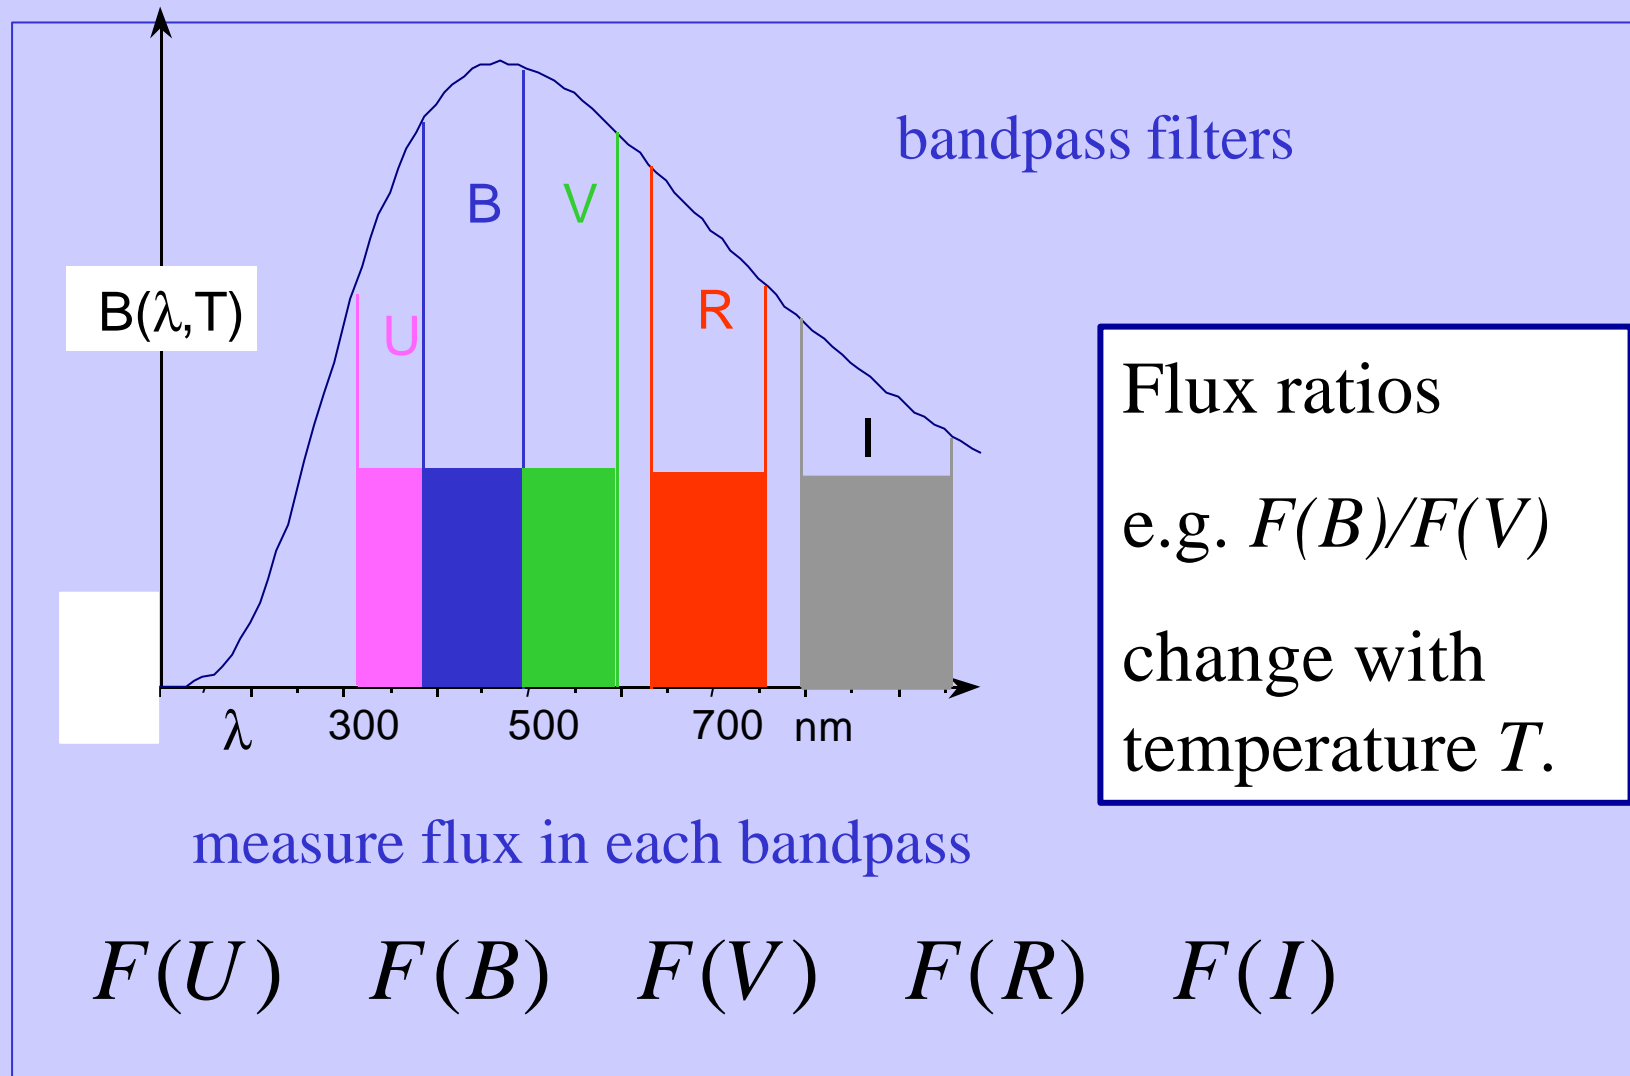 bandpass filters
B
V
B(λ,T)
U
R
I
λ 300 500 700 nm
Flux ratios
e.g. F(B)/F(V)
change with
temperature T.
measure flux in each bandpass
F(U) F(B) F(V) F(R) F(I)